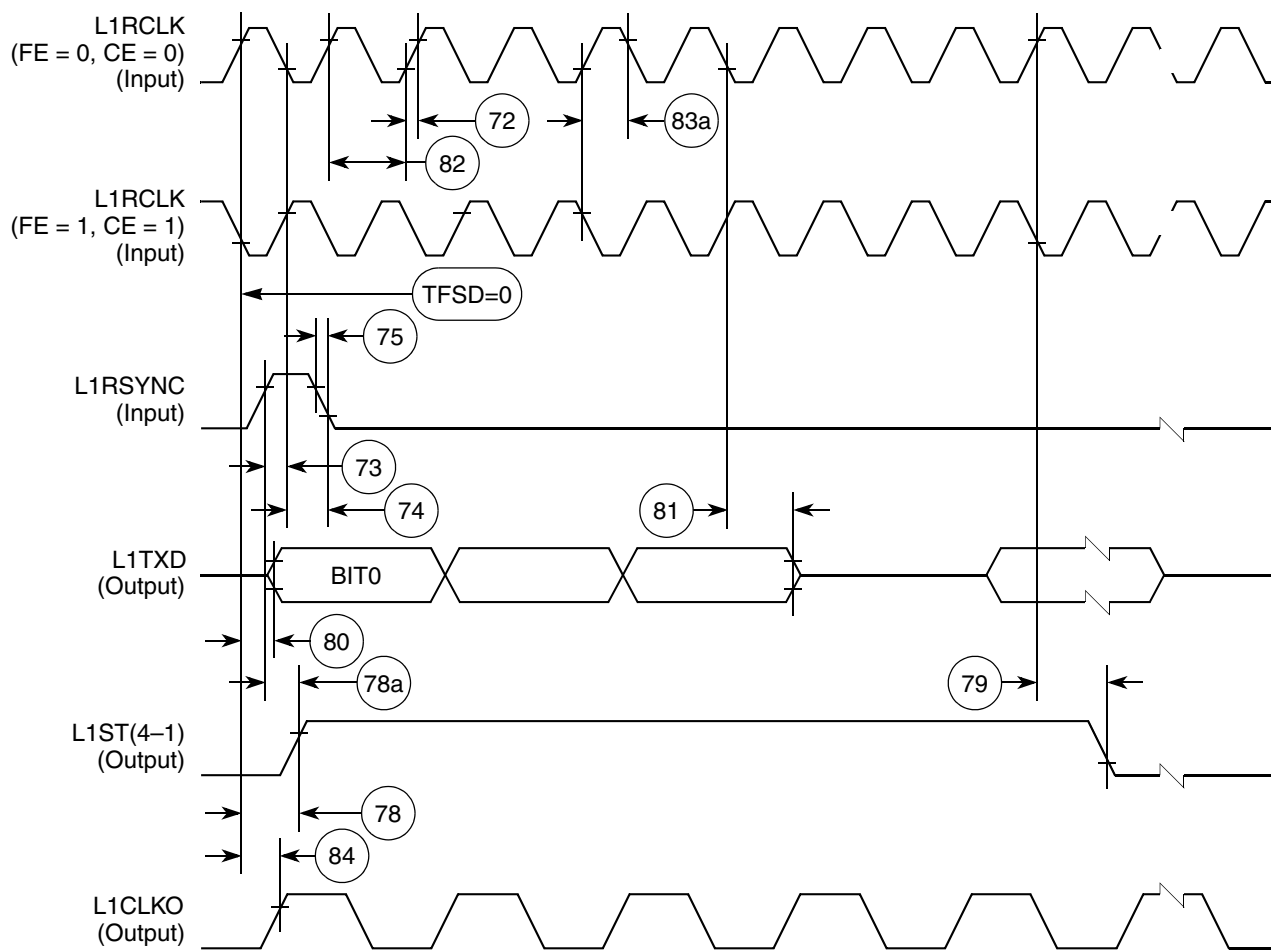 L1RCLK
(FE = 0, CE = 0)
(Input)
72
83a
82
L1RCLK
(FE = 1, CE = 1)
(Input)
TFSD=0
75
L1RSYNC
(Input)
73
74
81
L1TXD
(Output)
BIT0
80
78a
79
L1ST(4–1)
(Output)
78
84
L1CLKO
(Output)